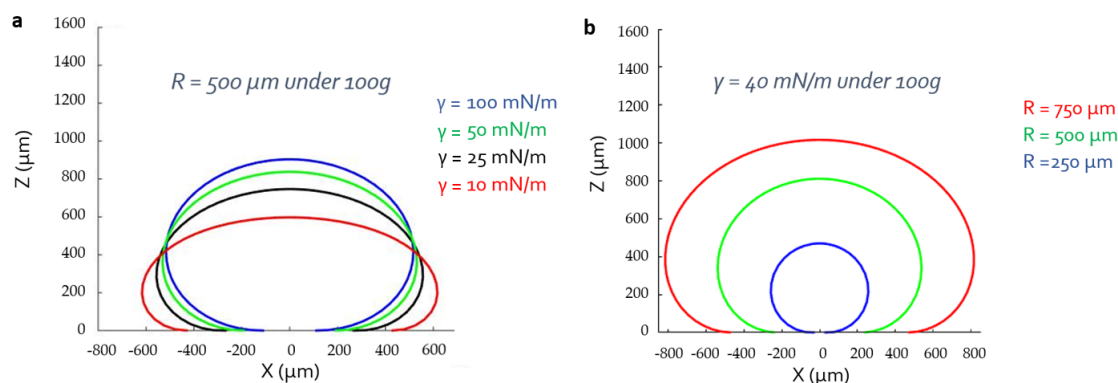 a
1600
1400
1200
1000
800
600
400
200
0
Z (µm)
-800 -600 -400 -200 0 200 400 600
X (µm)
R = 500 µm under 100g
γ = 100 mN/m
γ = 50 mN/m
γ = 25 mN/m
γ = 10 mN/m
b
1600
1400
1200
1000
800
600
400
200
0
Z (µm)
-800 -600 -400 -200 0 200 400 600 800
X (µm)
γ = 40 mN/m under 100g
R = 750 µm
R = 500 µm
R =250 µm